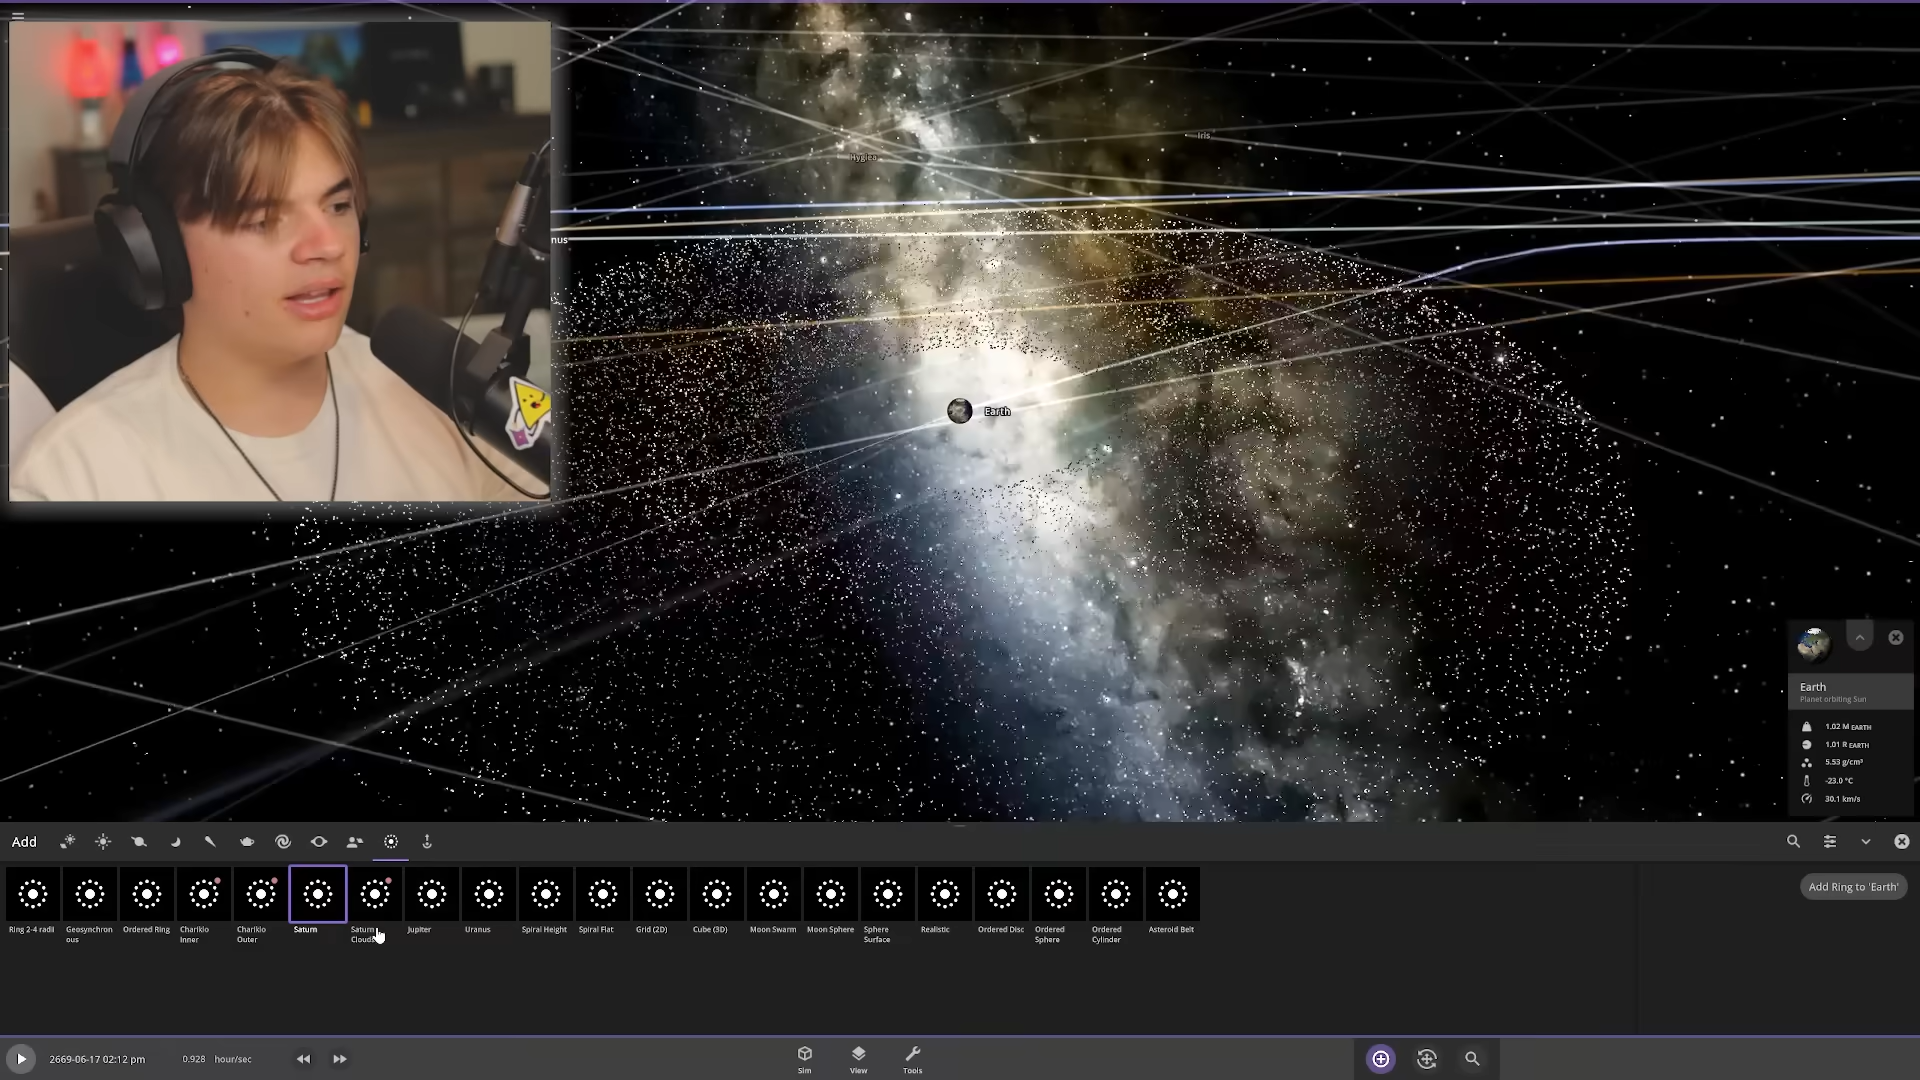 Iris
Hygiea
nus
Earth
Earth
Planet orbiting Sun
1.02 M EARTH
1.01 R EARTH
5.53 g/cm³
-23.0 °C
30.1 km/s
Add
Add Ring to 'Earth'
Ring 2-4 radii
Geosynchron
ous
Ordered Ring
Chariklo
Inner
Chariklo
Outer
Saturn
Saturn
Clouds
Jupiter
Uranus
Spiral Height
Spiral Flat
Grid (2D)
Cube (3D)
Moon Swarm
Moon Sphere
Sphere
Surface
Realistic
Ordered Disc
Ordered
Sphere
Ordered
Cylinder
Asteroid Belt
2669-06-17 02:12 pm
0.928 hour/sec
Sim
View
Tools